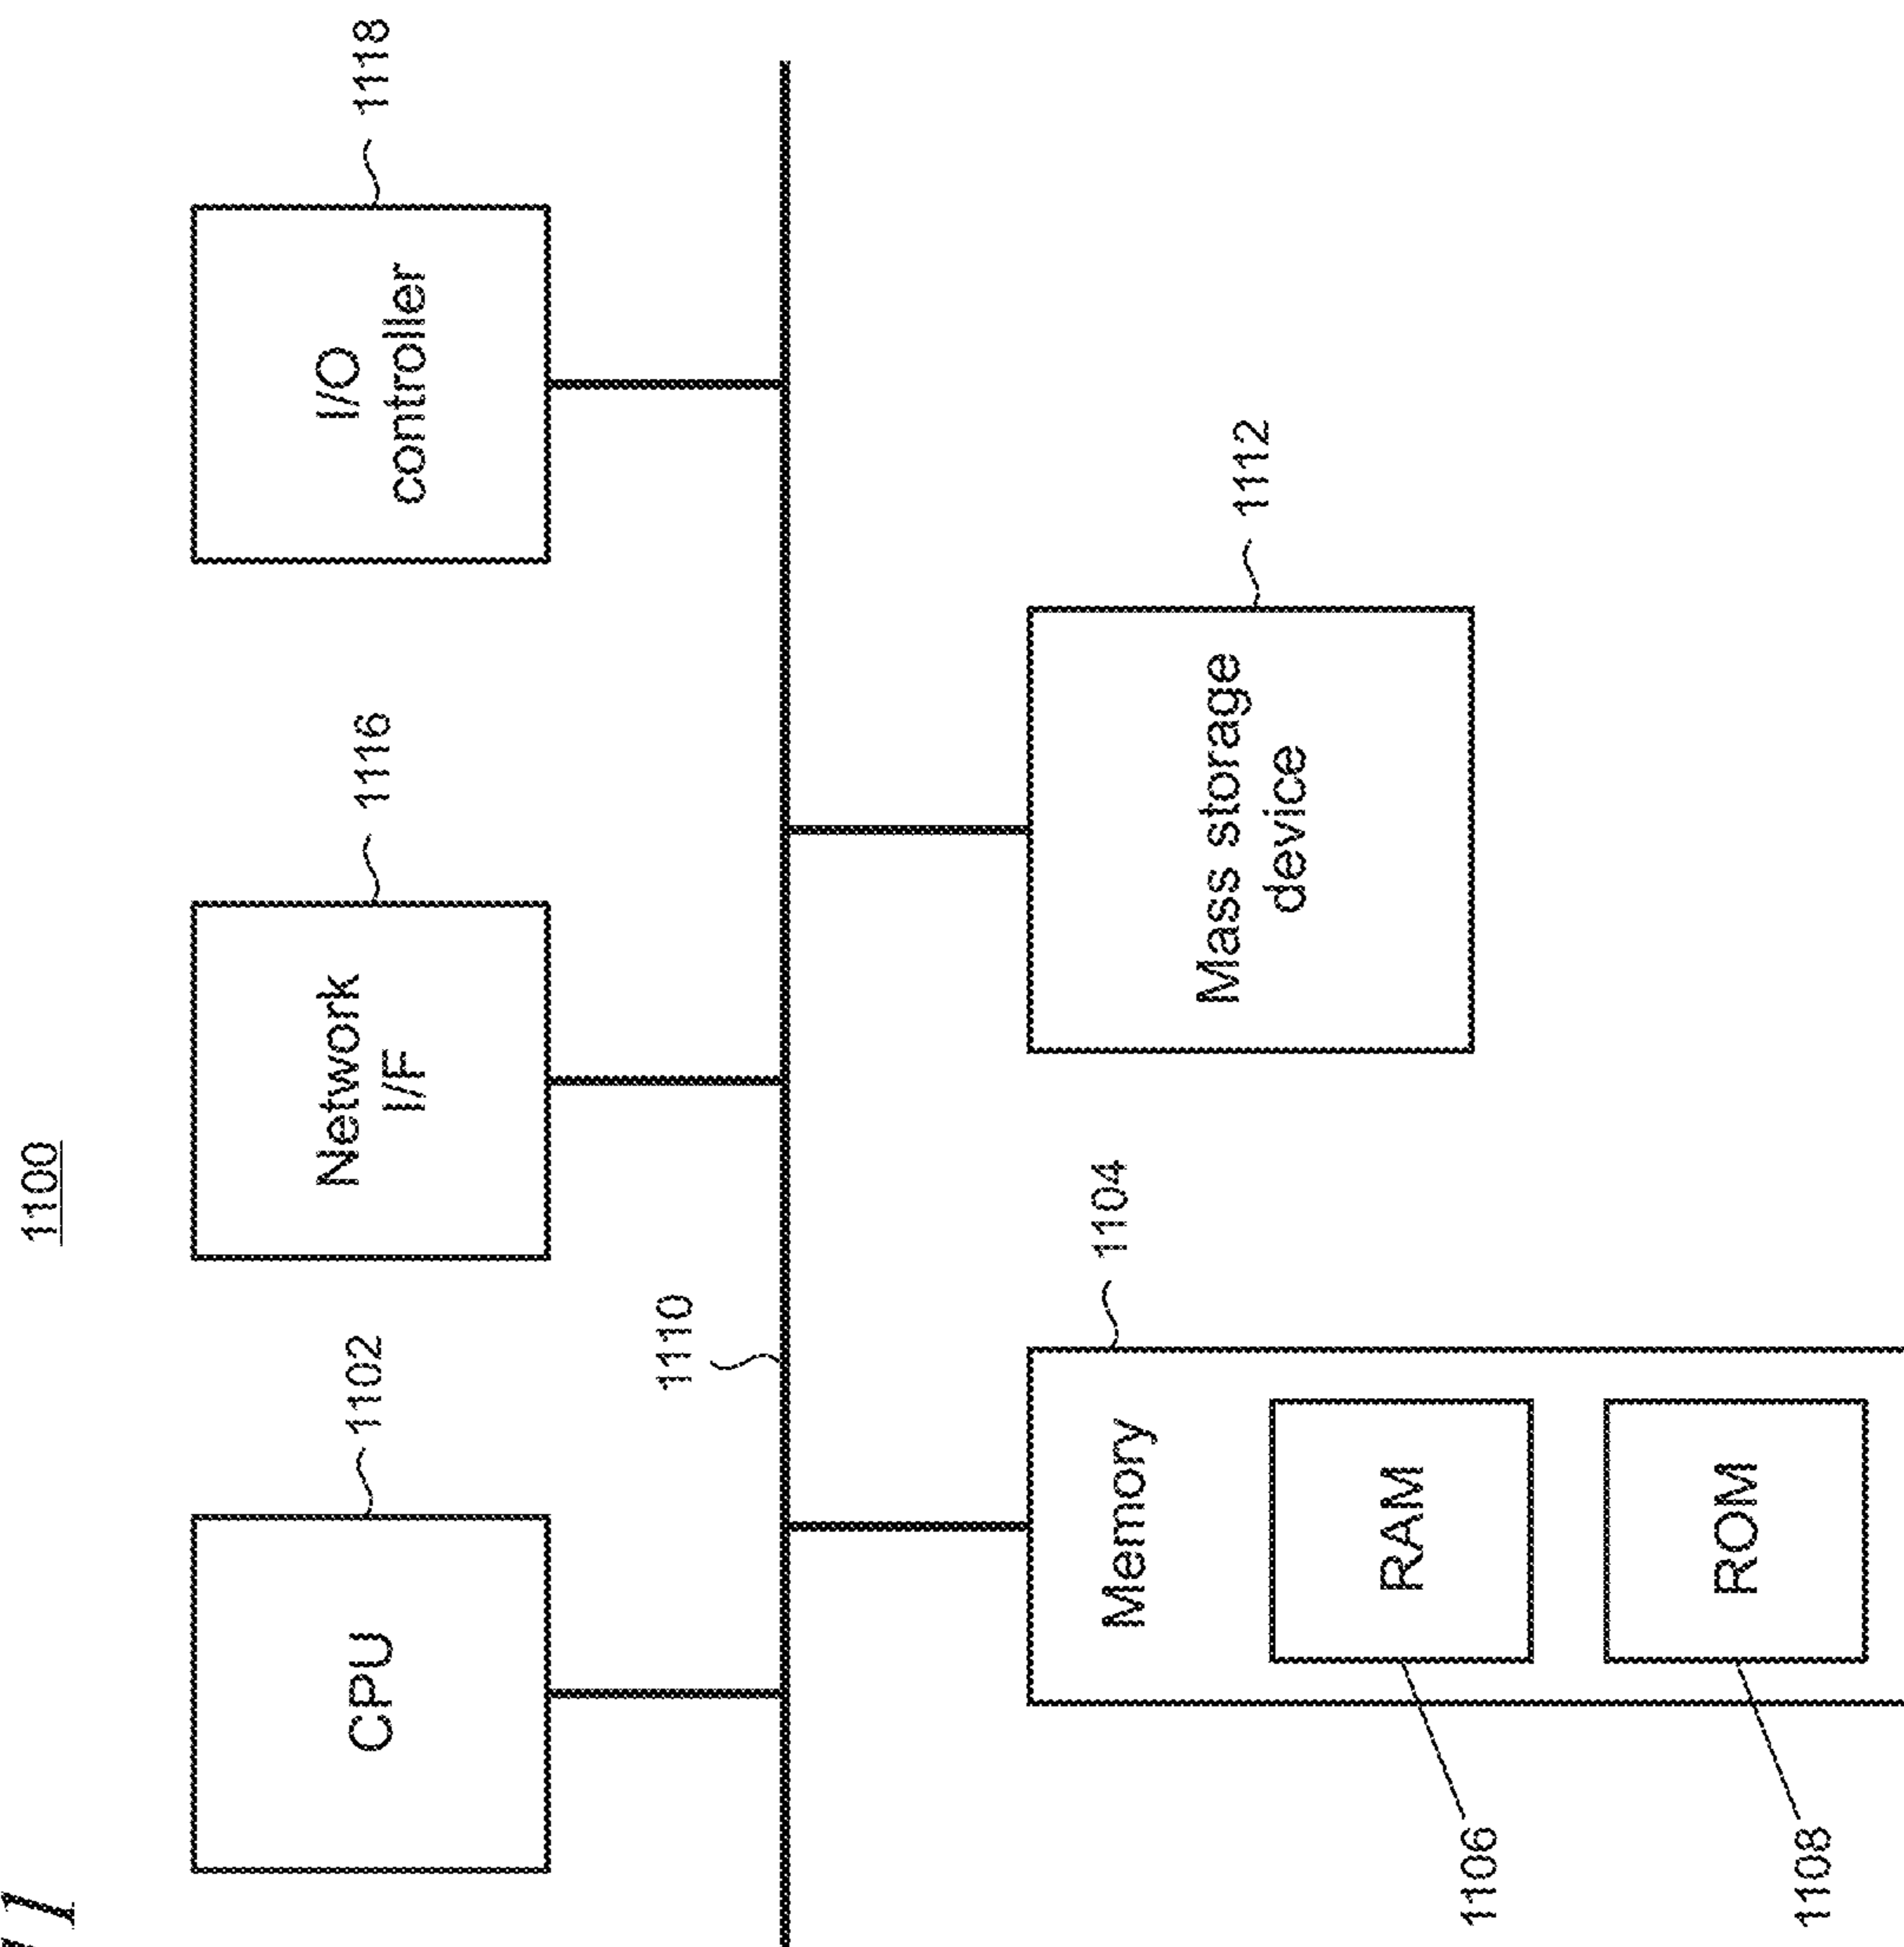 1100
CPU
1102
Network
I/F
1116
I/O
controller
1118
1110
Memory
1104
RAM
1106
ROM
1108
Mass storage
device
1112